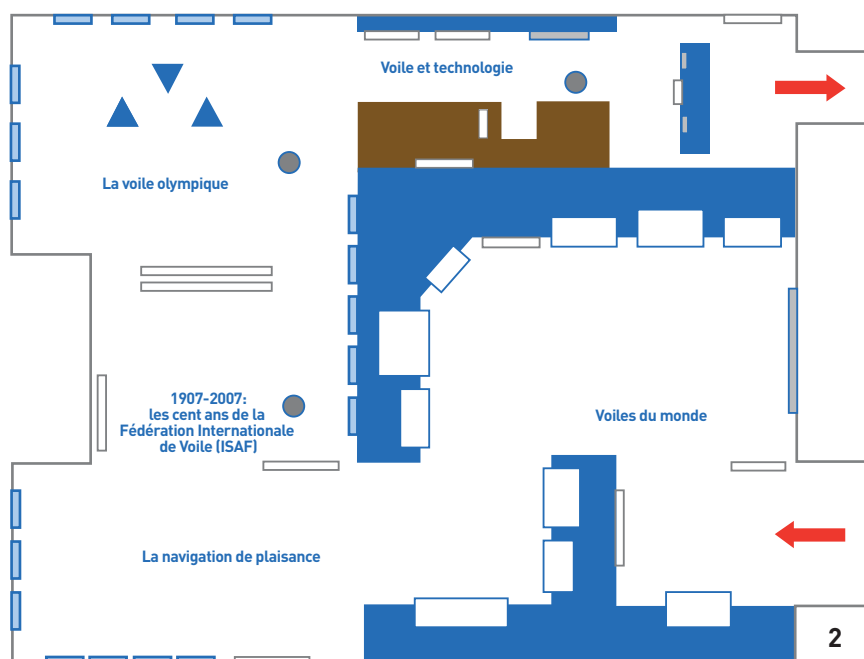 Voile et technologie
La voile olympique
1907-2007:
les cent ans de la
Fédération Internationale
de Voile (ISAF)
Voiles du monde
La navigation de plaisance
2